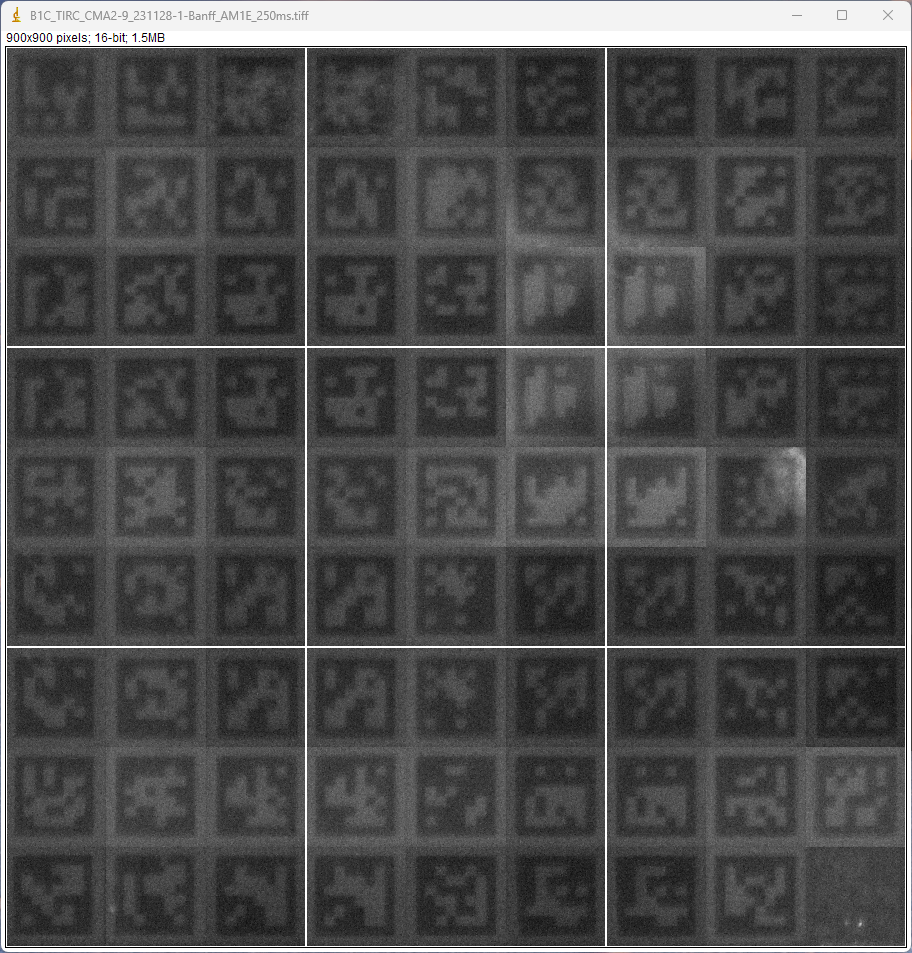 B1C_TIRC_CMA2-9_231128-1-Banff_AM1E_250ms.tiff
900x900 pixels; 16-bit; 1.5MB